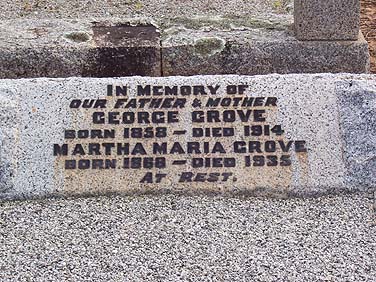 IN MEMORY OF
OUR FATHER & MOTHER
GEORGE GROVE
BORN 1858 — DIED 1914
MARTHA MARIA GROVE
BORN 1868 — DIED 1935
AT REST.